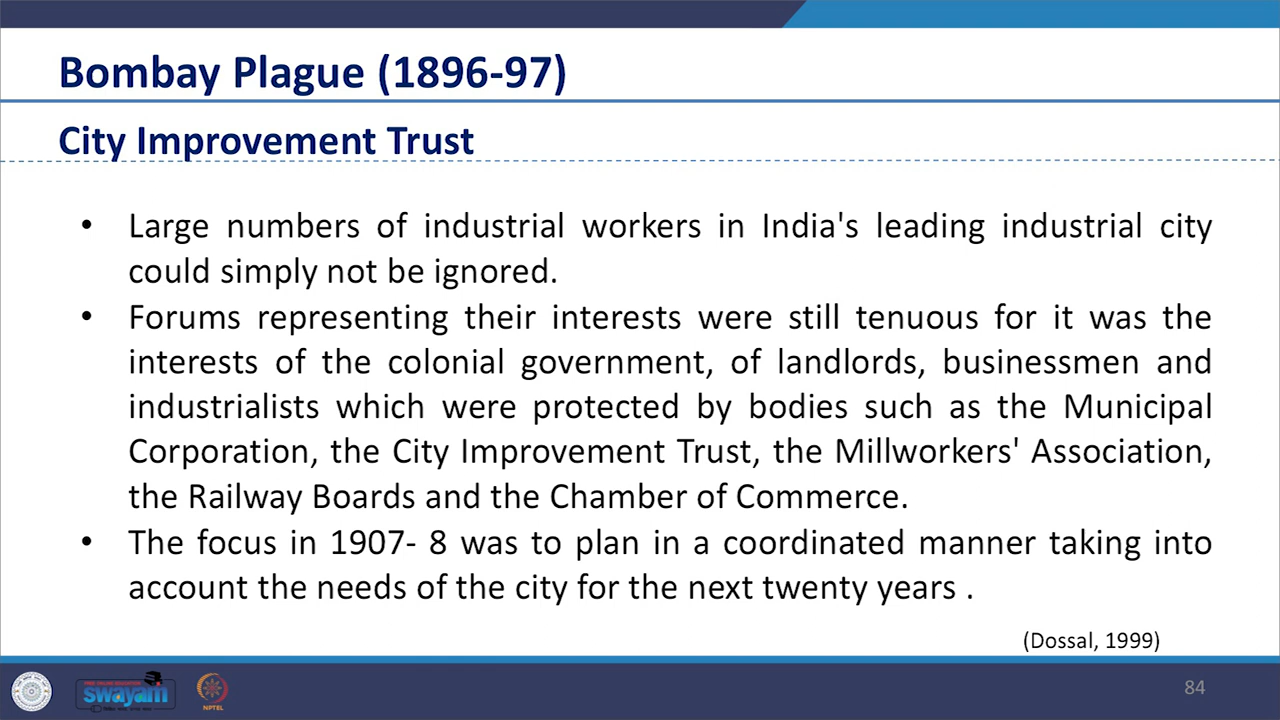 Bombay Plague (1896-97)
City Improvement Trust
• Large numbers of industrial workers in India's leading industrial city
could simply not be ignored.
• Forums representing their interests were still tenuous for it was the
interests of the colonial government, of landlords, businessmen and
industrialists which were protected by bodies such as the Municipal
Corporation, the City Improvement Trust, the Millworkers' Association,
the Railway Boards and the Chamber of Commerce.
• The focus in 1907- 8 was to plan in a coordinated manner taking into
account the needs of the city for the next twenty years .
(Dossal, 1999)
swayam
NPTEL
84